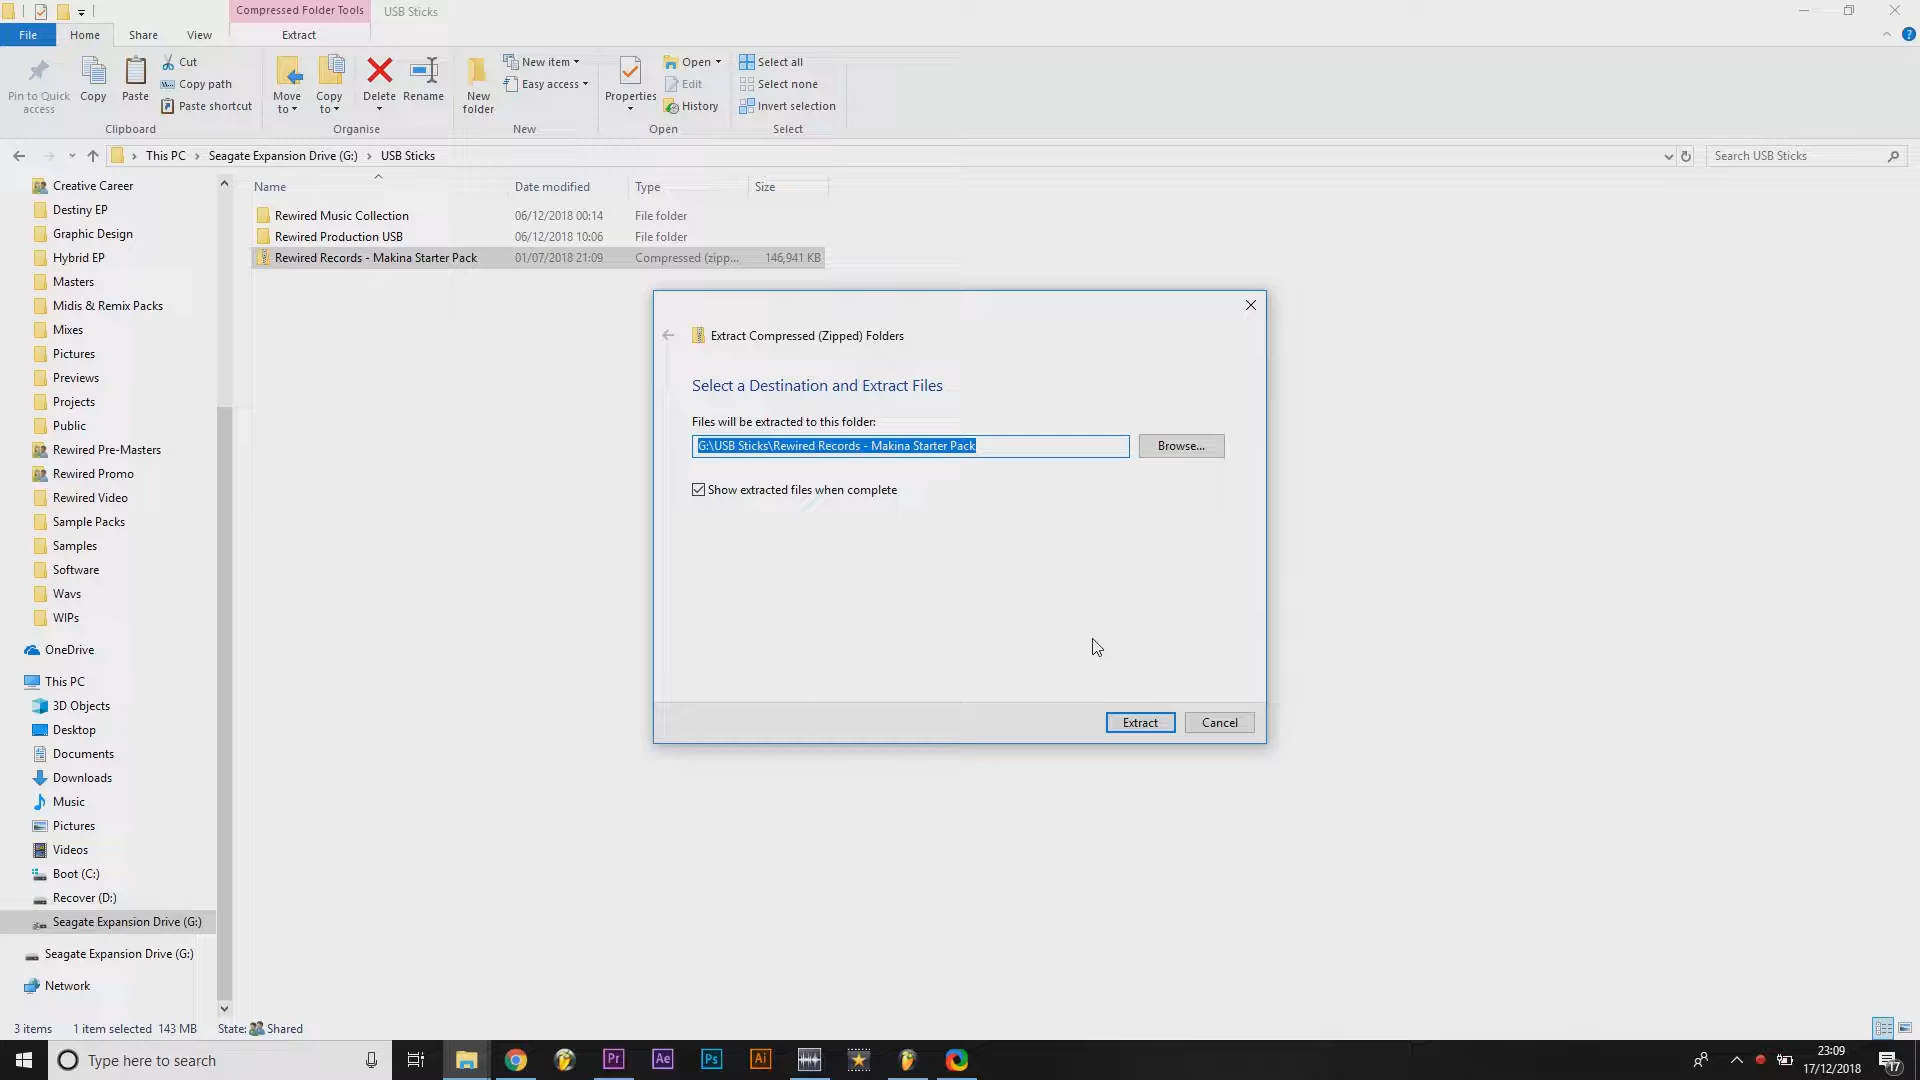 Compressed Folder Tools
USB Sticks
File
Home
Share
View
Extract
Pin to Quick access
Copy
Paste
Cut
Copy path
Paste shortcut
Clipboard
Move to
Copy to
Delete
Rename
Organise
New folder
New item
Easy access
New
Properties
Open
Edit
History
Open
Select all
Select none
Invert selection
Select
This PC
Seagate Expansion Drive (G:)
USB Sticks
Search USB Sticks
Name
Date modified
Type
Size
Rewired Music Collection 06/12/2018 00:14 File folder
Rewired Production USB 06/12/2018 10:06 File folder
Rewired Records - Makina Starter Pack 01/07/2018 21:09 Compressed (zipp... 146,941 KB
Creative Career
Destiny EP
Graphic Design
Hybrid EP
Masters
Midis & Remix Packs
Mixes
Pictures
Previews
Projects
Public
Rewired Pre-Masters
Rewired Promo
Rewired Video
Sample Packs
Samples
Software
Wavs
WIPs
OneDrive
This PC
3D Objects
Desktop
Documents
Downloads
Music
Pictures
Videos
Boot (C:)
Recover (D:)
Seagate Expansion Drive (G:)
Seagate Expansion Drive (G:)
Network
Extract Compressed (Zipped) Folders
Select a Destination and Extract Files
Files will be extracted to this folder:
G:\USB Sticks\Rewired Records - Makina Starter Pack
Browse...
Show extracted files when complete
Extract
Cancel
3 items 1 item selected 143 MB State: Shared
Type here to search
Pr
Ae
Ps
Ai
23:09
17/12/2018
17